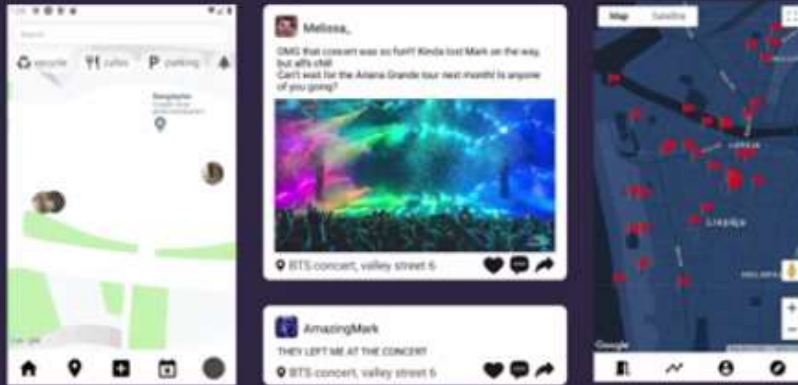 Search
recycle
cafes
P parking
Melissa_
OMG that concert was so fun!! Kinda lost Mark on the way,
but all's chill
Can't wait for the Ariana Grande tour next month! Is anyone
of you going?
BTS concert, valley street 6
AmazingMark
THEY LEFT ME AT THE CONCERT
BTS concert, valley street 6
Map
Satellite
Liepāja
Google